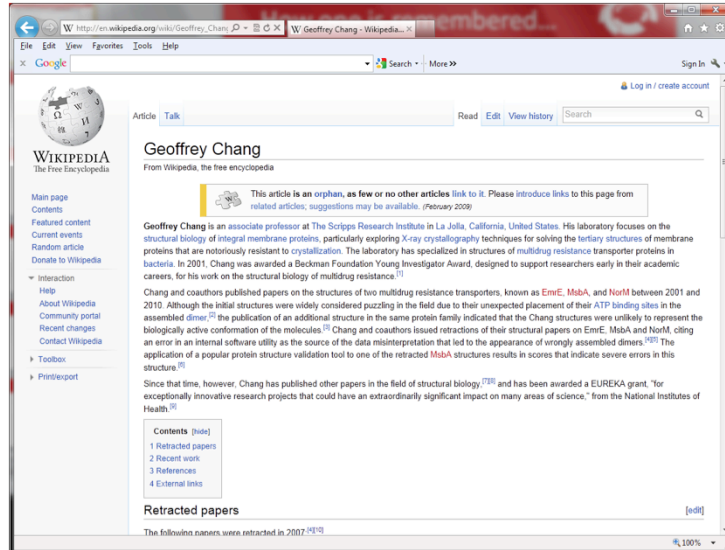 How one is remembered...
http://en.wikipedia.org/wiki/Geoffrey_Chang
W Geoffrey Chang - Wikipedia...
File Edit View Favorites Tools Help
x Google Search More >> Sign In
Log in / create account
Article Talk Read Edit View history Search
WIKIPEDIA
The Free Encyclopedia
Main page
Contents
Featured content
Current events
Random article
Donate to Wikipedia
Interaction
Help
About Wikipedia
Community portal
Recent changes
Contact Wikipedia
Toolbox
Print/export
Geoffrey Chang
From Wikipedia, the free encyclopedia
This article is an orphan, as few or no other articles link to it. Please introduce links to this page from
related articles; suggestions may be available. (February 2009)
Geoffrey Chang is an associate professor at The Scripps Research Institute in La Jolla, California, United States. His laboratory focuses on the
structural biology of integral membrane proteins, particularly exploring X-ray crystallography techniques for solving the tertiary structures of membrane
proteins that are notoriously resistant to crystallization. The laboratory has specialized in structures of multidrug resistance transporter proteins in
bacteria. In 2001, Chang was awarded a Beckman Foundation Young Investigator Award, designed to support researchers early in their academic
careers, for his work on the structural biology of multidrug resistance.[1]
Chang and coauthors published papers on the structures of two multidrug resistance transporters, known as EmrE, MsbA, and NorM between 2001 and
2010. Although the initial structures were widely considered puzzling in the field due to their unexpected placement of their ATP binding sites in the
assembled dimer,[2] the publication of an additional structure in the same protein family indicated that the Chang structures were unlikely to represent the
biologically active conformation of the molecules.[3] Chang and coauthors issued retractions of their structural papers on EmrE, MsbA and NorM, citing
an error in an internal software utility as the source of the data misinterpretation that led to the appearance of wrongly assembled dimers.[4][5] The
application of a popular protein structure validation tool to one of the retracted MsbA structures results in scores that indicate severe errors in this
structure.[6]
Since that time, however, Chang has published other papers in the field of structural biology,[7][8] and has been awarded a EUREKA grant, "for
exceptionally innovative research projects that could have an extraordinarily significant impact on many areas of science," from the National Institutes of
Health.[9]
Contents [hide]
1 Retracted papers
2 Recent work
3 References
4 External links
Retracted papers [edit]
The following papers were retracted in 2007:[4][10]
100%